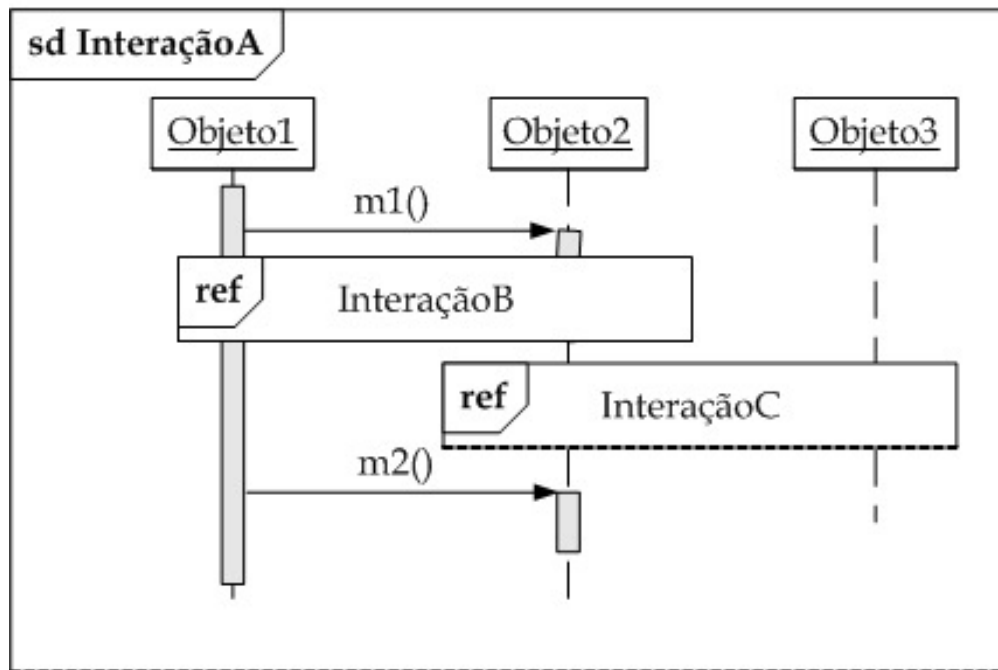 sd InteraçãoA
Objeto1
Objeto2
Objeto3
m1()
ref
InteraçãoB
ref
InteraçãoC
m2()